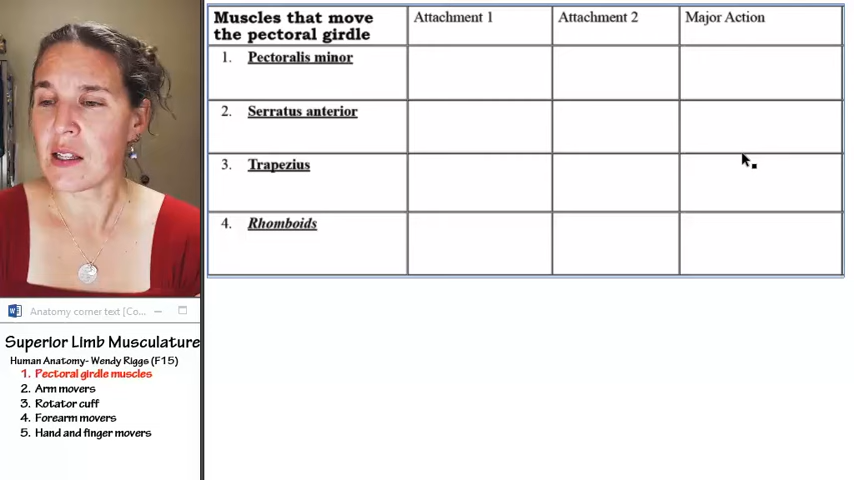 Muscles that move
the pectoral girdle
Attachment 1
Attachment 2
Major Action
1. Pectoralis minor
2. Serratus anterior
3. Trapezius
4. Rhomboids
Anatomy corner text [Co...
Superior Limb Musculature
Human Anatomy- Wendy Riggs (F15)
1. Pectoral girdle muscles
2. Arm movers
3. Rotator cuff
4. Forearm movers
5. Hand and finger movers